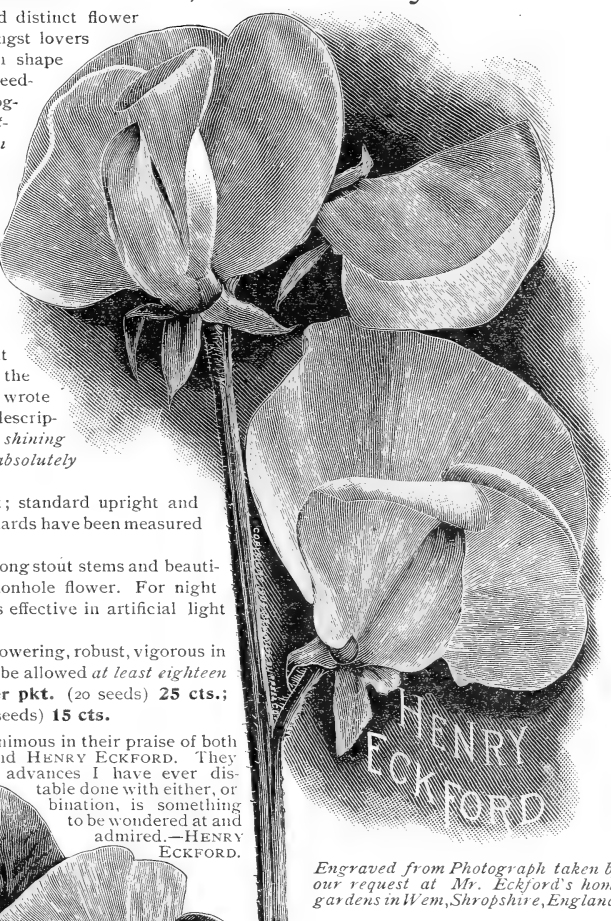 d distinct flower
ngst lovers
shape
eed-
og-
the
wrote
descrip-
shining
absolutely
; standard upright and
ards have been measured
ong stout stems and beauti-
onhole flower. For night
s effective in artificial light
owering, robust, vigorous in
be allowed at least eighteen
r pkt. (20 seeds) 25 cts.;
seeds) 15 cts.
nimous in their praise of both
nd HENRY ECKFORD. They
advances I have ever dis-
table done with either, or
bination, is something
to be wondered at and
admired.—HENRY
ECKFORD.
HENRY
ECKFORD
Engraved from Photograph taken b
our request at Mr. Eckford's hom
gardens in Wem, Shropshire, England